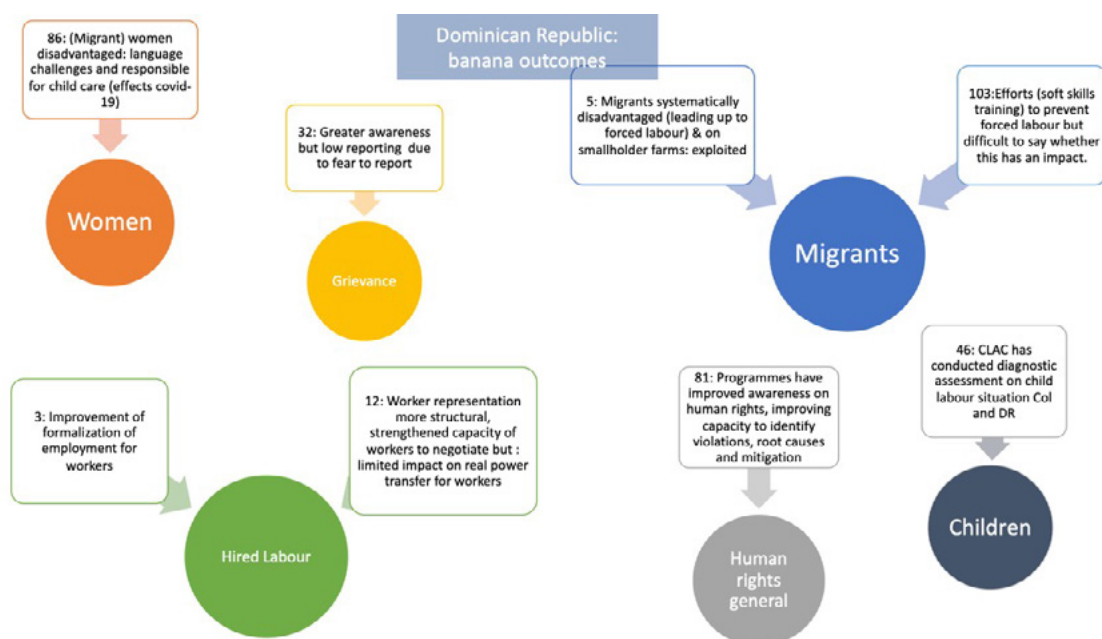 Dominican Republic:
banana outcomes
86: (Migrant) women
disadvantaged: language
challenges and responsible
for child care (effects covid-
19)
Women
32: Greater awareness
but low reporting due
to fear to report
Grievance
5: Migrants systematically
disadvantaged (leading up to
forced labour) & on
smallholder farms: exploited
103:Efforts (soft skills
training) to prevent
forced labour but
difficult to say whether
this has an impact.
Migrants
3: Improvement of
formalization of
employment for
workers
12: Worker representation
more structural,
strengthened capacity of
workers to negotiate but :
limited impact on real power
transfer for workers
Hired Labour
81: Programmes have
improved awareness on
human rights, improving
capacity to identify
violations, root causes
and mitigation
Human
rights
general
46: CLAC has
conducted diagnostic
assessment on child
labour situation Col
and DR
Children